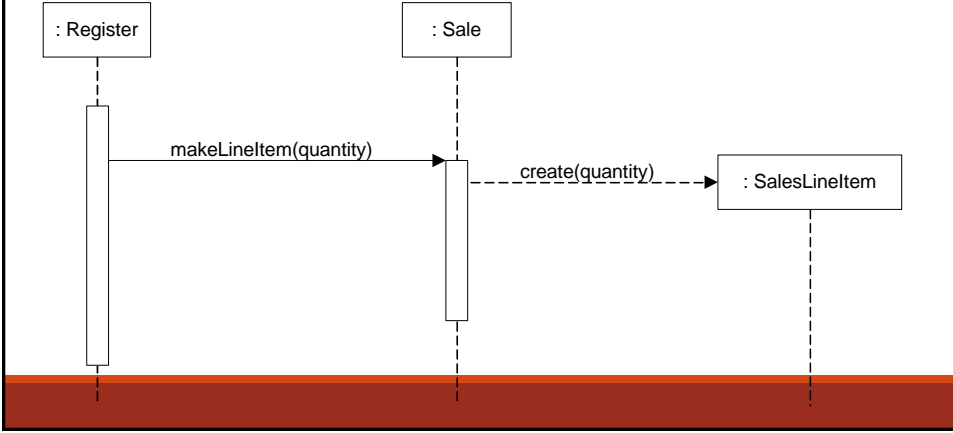 : Register
: Sale
makeLineItem(quantity)
create(quantity)
: SalesLineItem